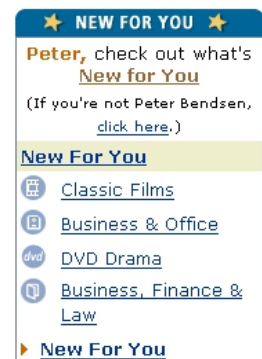 NEW FOR YOU
Peter, check out what's
New for You
(If you're not Peter Bendsen,
click here.)
New For You
Classic Films
Business & Office
dvd DVD Drama
Business, Finance &
Law
New For You